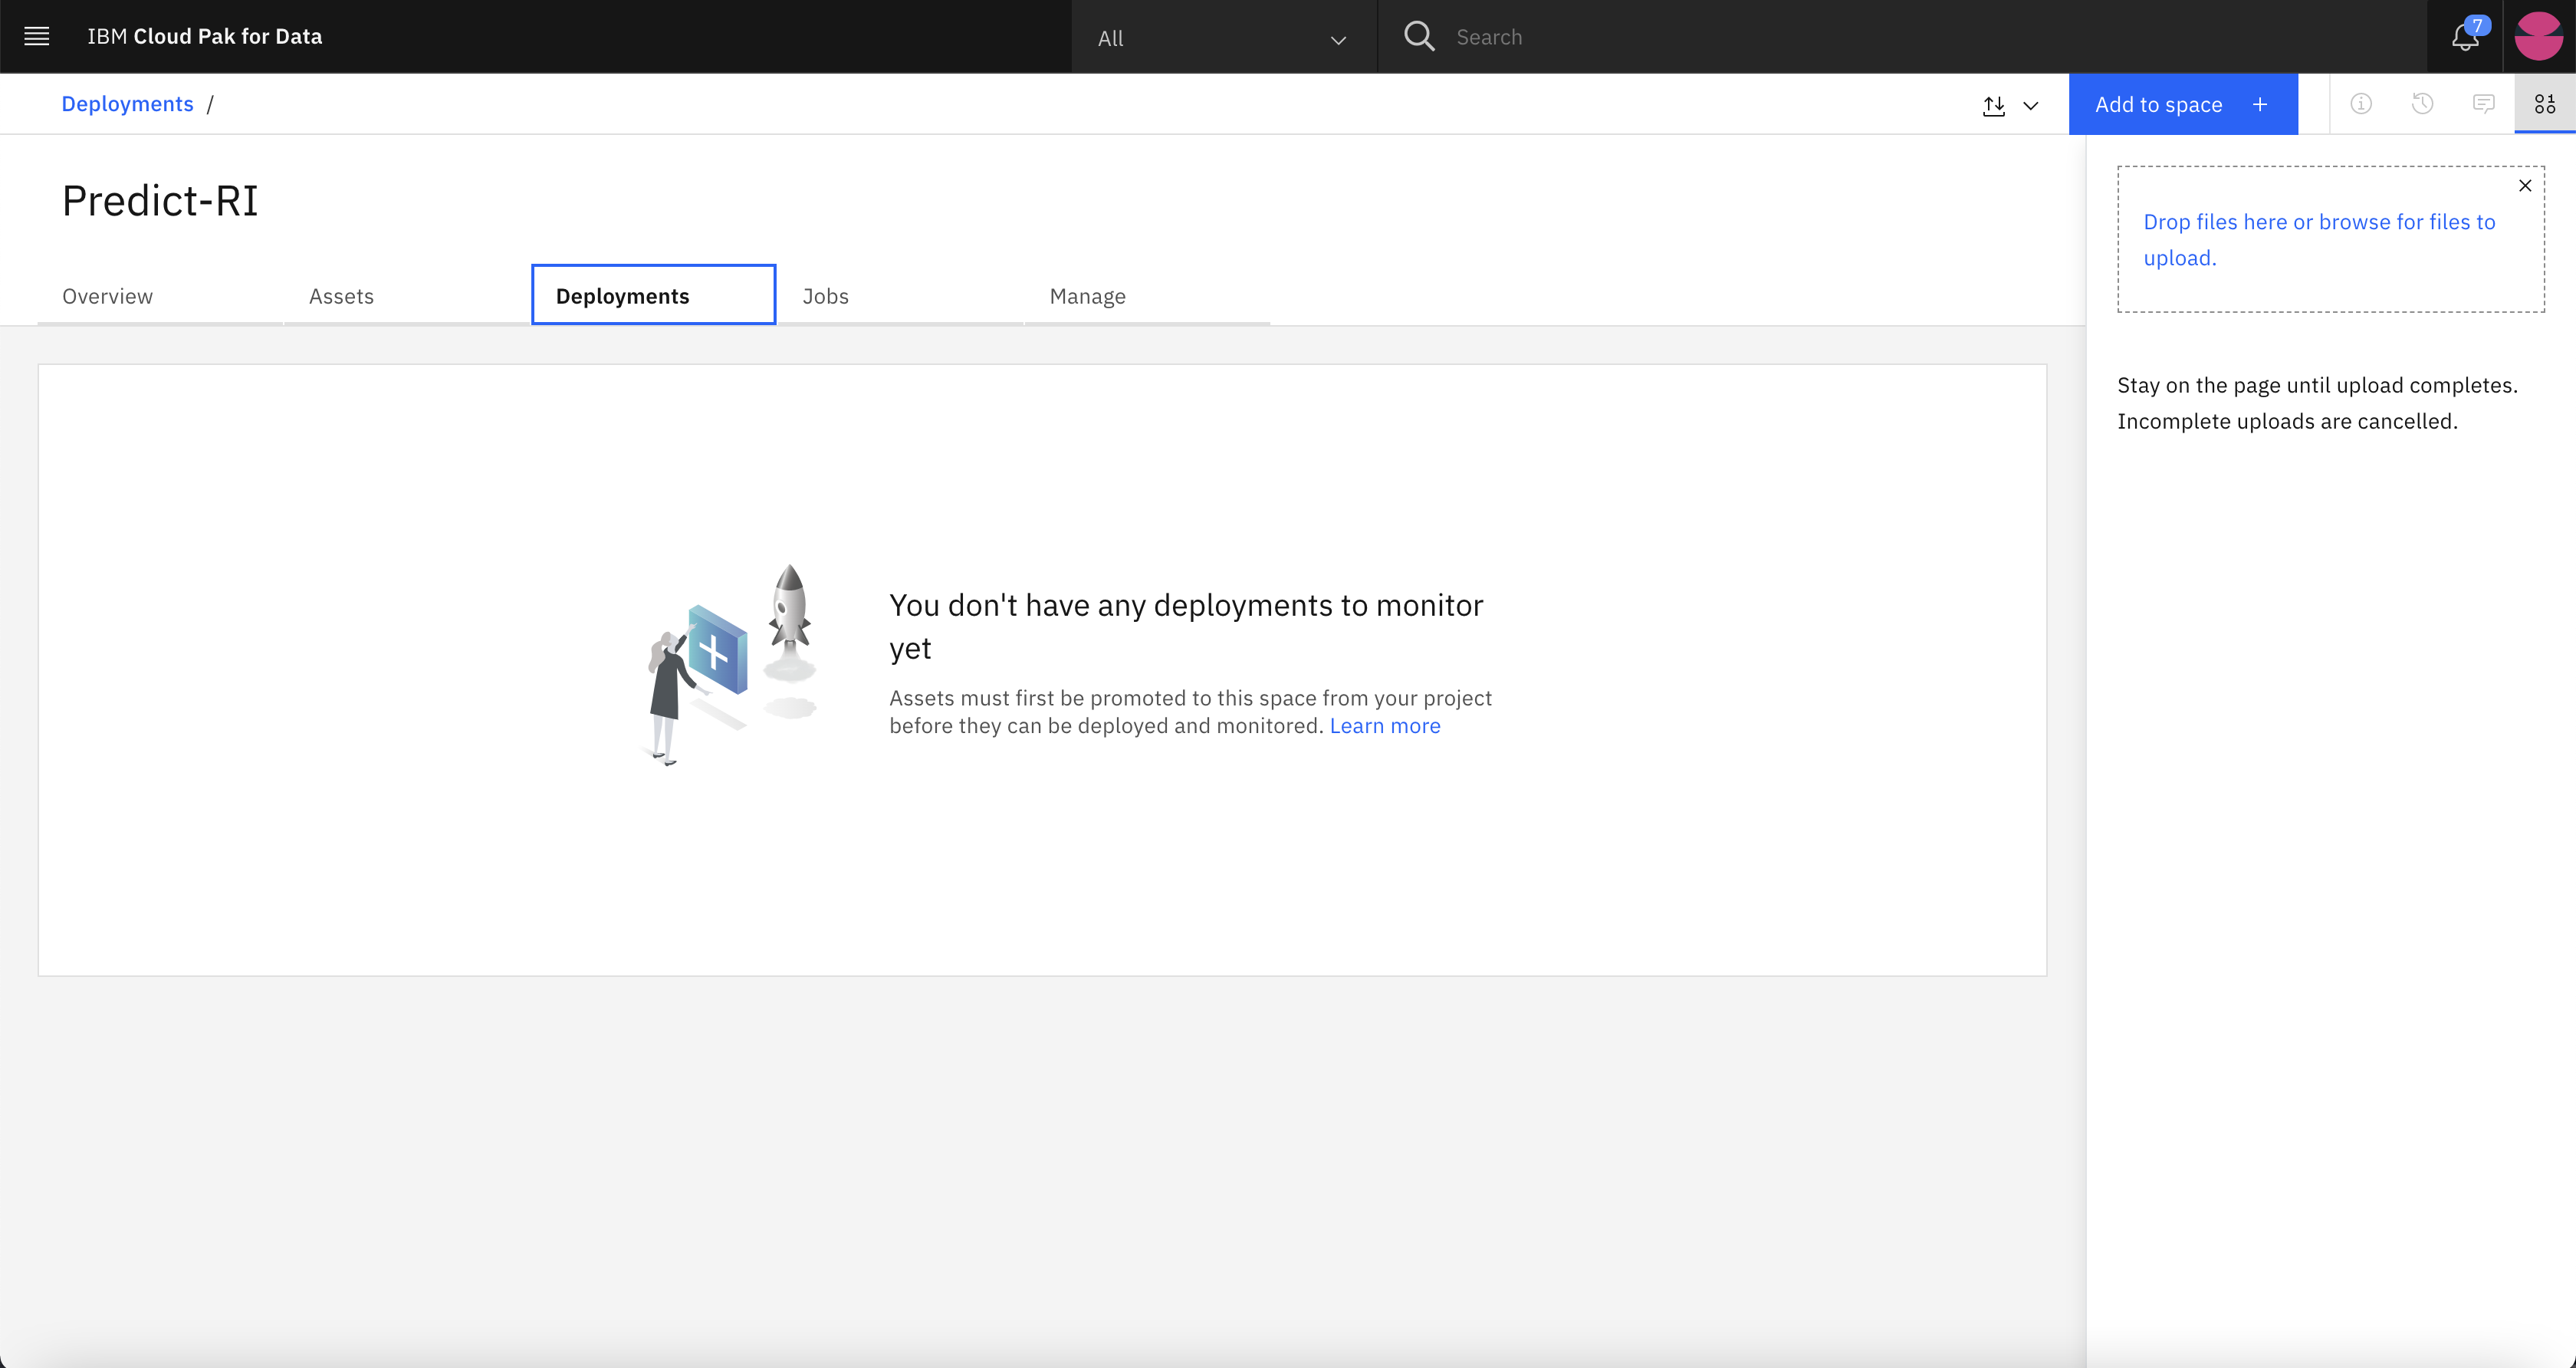 IBM Cloud Pak for Data
All
Search
7
Deployments /
Add to space +
Predict-RI
Overview
Assets
Deployments
Jobs
Manage
You don't have any deployments to monitor
yet
Assets must first be promoted to this space from your project
before they can be deployed and monitored. Learn more
Drop files here or browse for files to
upload.
Stay on the page until upload completes.
Incomplete uploads are cancelled.